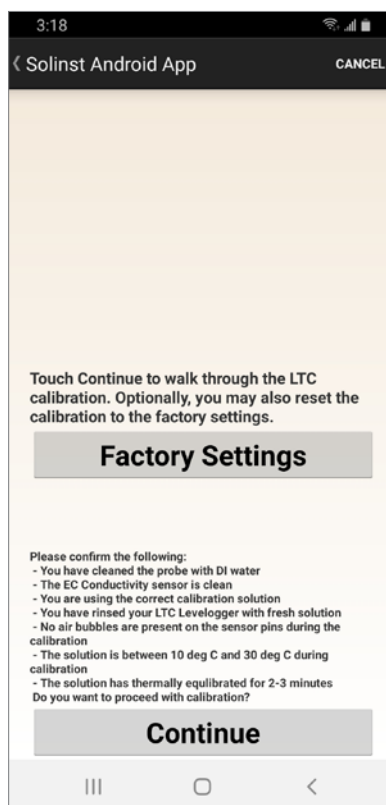 3:18
Solinst Android App
CANCEL
Touch Continue to walk through the LTC
calibration. Optionally, you may also reset the
calibration to the factory settings.
Factory Settings
Please confirm the following:
- You have cleaned the probe with DI water
- The EC Conductivity sensor is clean
- You are using the correct calibration solution
- You have rinsed your LTC Levelogger with fresh solution
- No air bubbles are present on the sensor pins during the
calibration
- The solution is between 10 deg C and 30 deg C during
calibration
- The solution has thermally equlibrated for 2-3 minutes
Do you want to proceed with calibration?
Continue